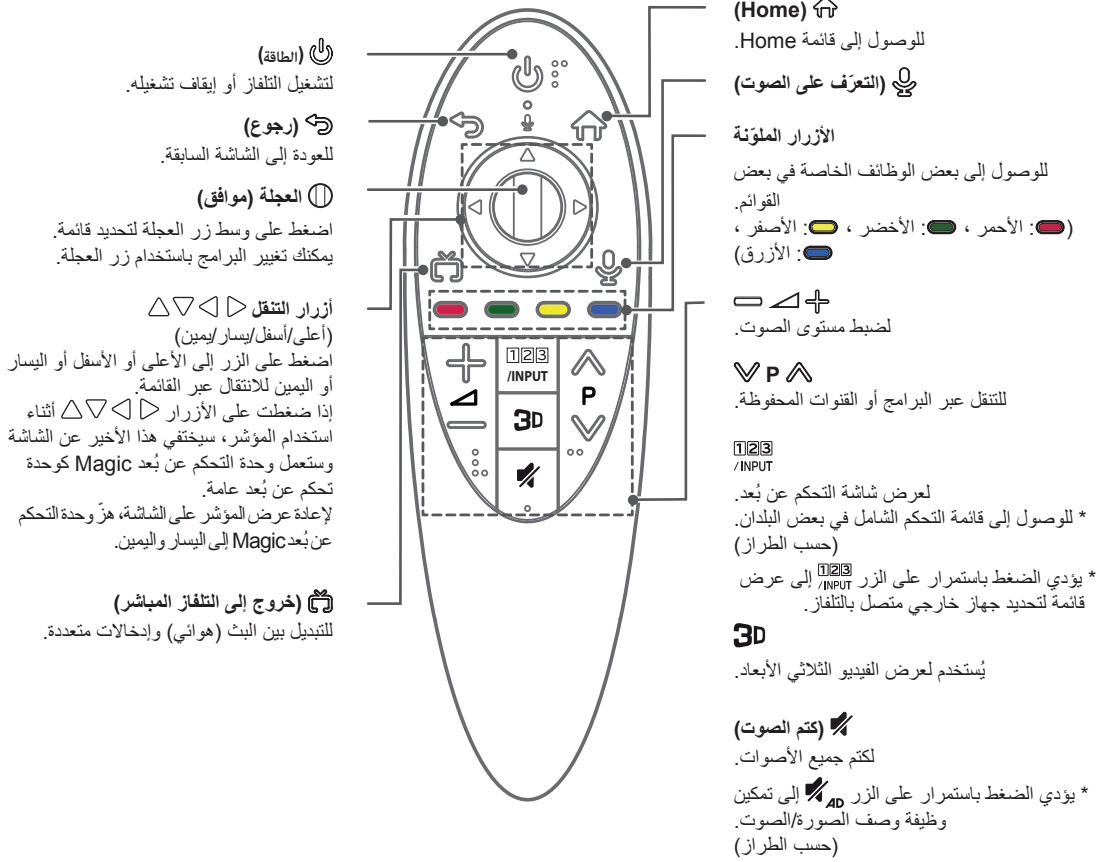 (Home)
للوصول إلى قائمة Home.
(التعرّف على الصوت)
الأزرار الملوّنة
للوصول إلى بعض الوظائف الخاصة في بعض
القوائم.
(: الأحمر ، : الأخضر ، : الأصفر ،
: الأزرق)
لضبط مستوى الصوت.
P
للتنقل عبر البرامج أو القنوات المحفوظة.
123
/INPUT
لعرض شاشة التحكم عن بُعد.
* للوصول إلى قائمة التحكم الشامل في بعض البلدان.
(حسب الطراز)
* يؤدي الضغط باستمرار على الزر 123/INPUT إلى عرض
قائمة لتحديد جهاز خارجي متصل بالتلفاز.
3D
يُستخدم لعرض الفيديو الثلاثي الأبعاد.
(كتم الصوت)
لكتم جميع الأصوات.
* يؤدي الضغط باستمرار على الزر AD إلى تمكين
وظيفة وصف الصورة/الصوت.
(حسب الطراز)
123
/INPUT
P
3D
(الطاقة)
لتشغيل التلفاز أو إيقاف تشغيله.
(رجوع)
للعودة إلى الشاشة السابقة.
العجلة (موافق)
اضغط على وسط زر العجلة لتحديد قائمة.
يمكنك تغيير البرامج باستخدام زر العجلة.
أزرار التنقل ▷ ◁ ▽ △
(أعلى/أسفل/يسار/يمين)
اضغط على الزر إلى الأعلى أو الأسفل أو اليسار
أو اليمين للانتقال عبر القائمة.
إذا ضغطت على الأزرار ▷ ◁ ▽ △ أثناء
استخدام المؤشر، سيختفي هذا الأخير عن الشاشة
وستعمل وحدة التحكم عن بُعد Magic كوحدة
تحكم عن بُعد عامة.
لإعادة عرض المؤشر على الشاشة، هزّ وحدة التحكم
عن بُعدMagic إلى اليسار واليمين.
(خروج إلى التلفاز المباشر)
للتبديل بين البث (هوائي) وإدخالات متعددة.